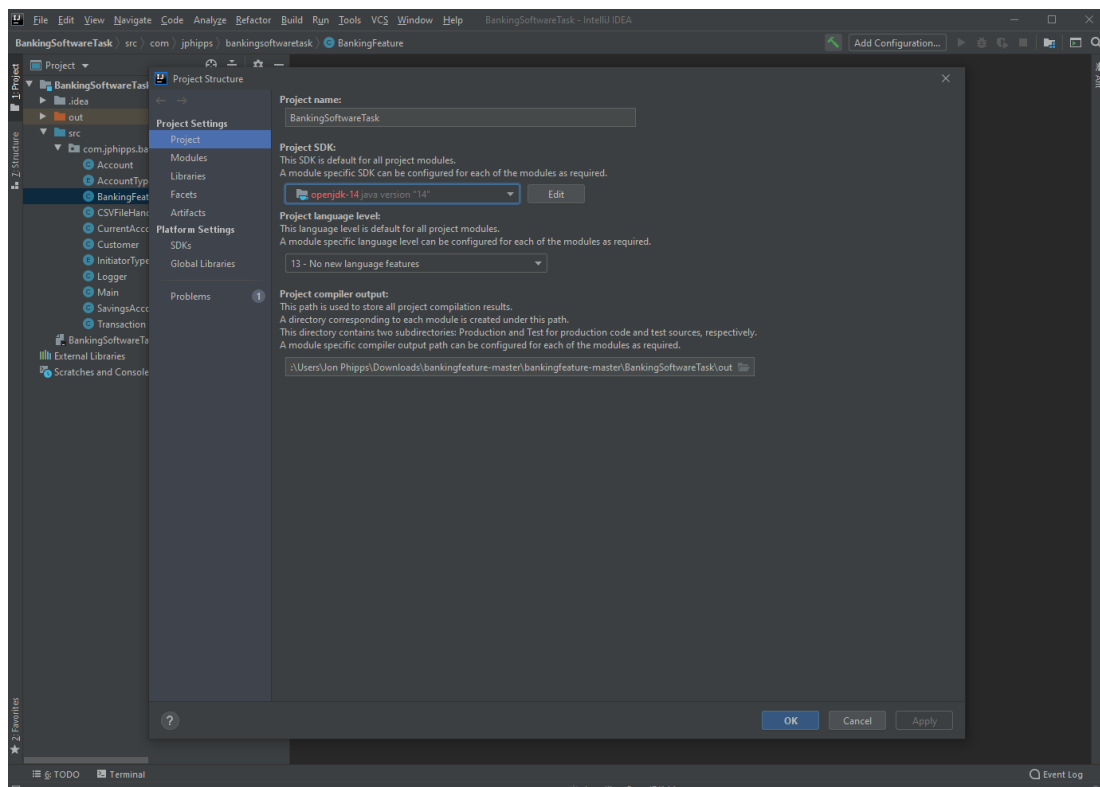 File Edit View Navigate Code Analyze Refactor Build Run Tools VCS Window Help BankingSoftwareTask - IntelliJ IDEA
BankingSoftwareTask src com jphipps bankingsoftwaretask BankingFeature Add Configuration...
1: Project
7: Structure
2: Favorites
Project
BankingSoftwareTas
.idea
out
src
com.jphipps.ba
Account
AccountTyp
BankingFeat
CSVFileHand
CurrentAcco
Customer
InitiatorType
Logger
Main
SavingsAcco
Transaction
BankingSoftwareTa
External Libraries
Scratches and Console
Project Structure
Project Settings
Project
Modules
Libraries
Facets
Artifacts
Platform Settings
SDKs
Global Libraries
Problems 1
Project name:
BankingSoftwareTask
Project SDK:
This SDK is default for all project modules.
A module specific SDK can be configured for each of the modules as required.
openjdk-14 java version "14" Edit
Project language level:
This language level is default for all project modules.
A module specific language level can be configured for each of the modules as required.
13 - No new language features
Project compiler output:
This path is used to store all project compilation results.
A directory corresponding to each module is created under this path.
This directory contains two subdirectories: Production and Test for production code and test sources, respectively.
A module specific compiler output path can be configured for each of the modules as required.
:\Users\Jon Phipps\Downloads\bankingfeature-master\bankingfeature-master\BankingSoftwareTask\out
? OK Cancel Apply
Ant
6: TODO Terminal Event Log